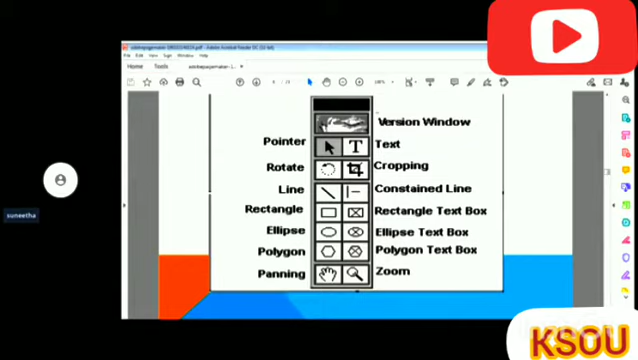 Home Tools
Version Window
Pointer Text
Rotate Cropping
Line Constained Line
Rectangle Rectangle Text Box
Ellipse Ellipse Text Box
Polygon Polygon Text Box
Panning Zoom
T
suneetha
KSOU